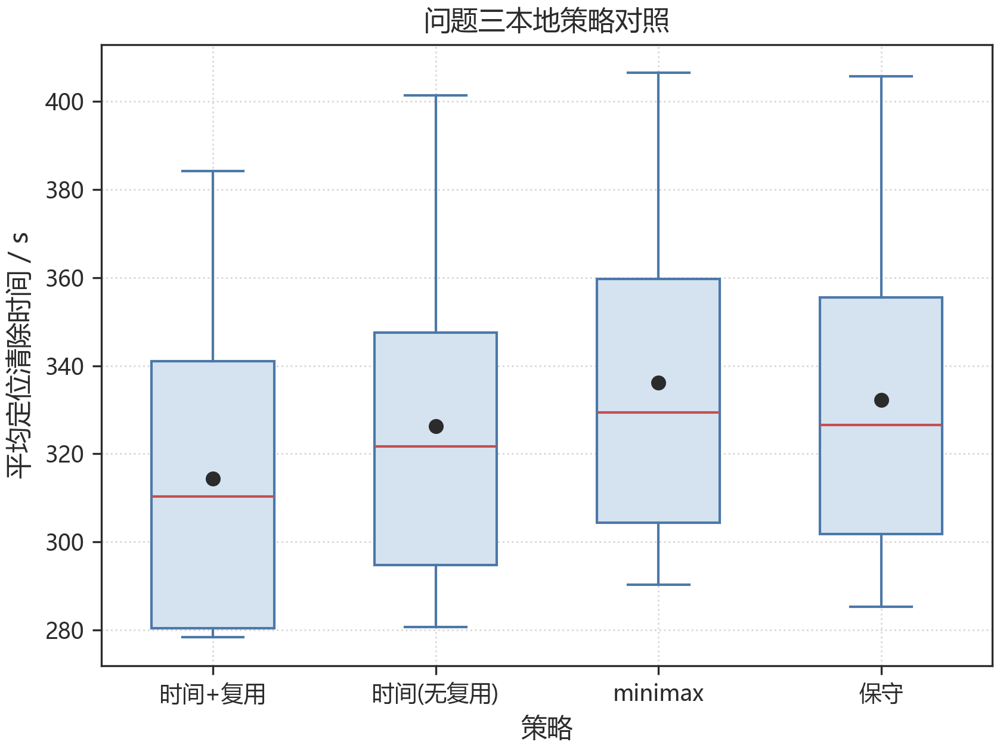 问题三本地策略对照
平均定位清除时间 / s
400
380
360
340
320
300
280
时间+复用
时间(无复用)
minimax
保守
策略